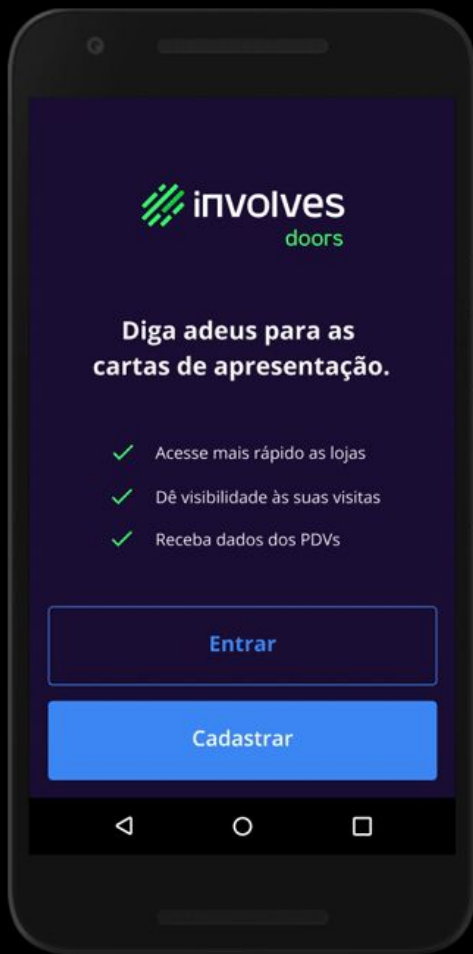 involves
doors
Diga adeus para as
cartas de apresentação.
Acesse mais rápido as lojas
Dê visibilidade às suas visitas
Receba dados dos PDVs
Entrar
Cadastrar